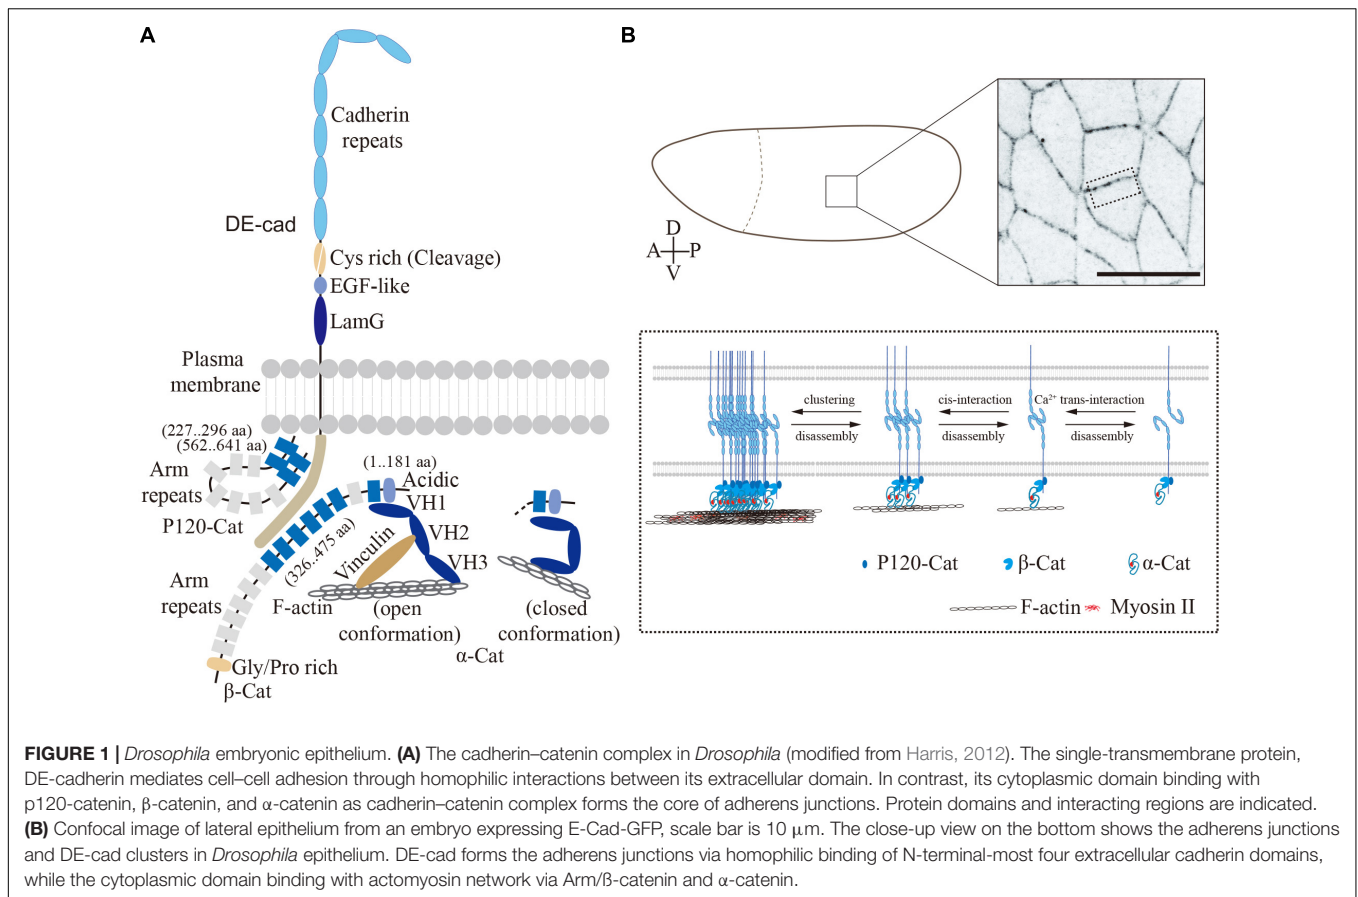 A
Cadherin
repeats
DE-cad
Cys rich (Cleavage)
EGF-like
LamG
Plasma
membrane
(227..296 aa)
(562..641 aa)
Arm
repeats
P120-Cat
(1..181 aa)
Acidic
VH1
VH2
VH3
Vinculin
(326..475 aa)
Arm
repeats
F-actin
(open
conformation)
(closed
conformation)
α-Cat
Gly/Pro rich
β-Cat
B
D
A
P
V
clustering
disassembly
cis-interaction
disassembly
Ca²⁺ trans-interaction
disassembly
P120-Cat
β-Cat
α-Cat
F-actin
Myosin II
FIGURE 1 | Drosophila embryonic epithelium. (A) The cadherin–catenin complex in Drosophila (modified from Harris, 2012). The single-transmembrane protein,
DE-cadherin mediates cell–cell adhesion through homophilic interactions between its extracellular domain. In contrast, its cytoplasmic domain binding with
p120-catenin, β-catenin, and α-catenin as cadherin–catenin complex forms the core of adherens junctions. Protein domains and interacting regions are indicated.
(B) Confocal image of lateral epithelium from an embryo expressing E-Cad-GFP, scale bar is 10 μm. The close-up view on the bottom shows the adherens junctions
and DE-cad clusters in Drosophila epithelium. DE-cad forms the adherens junctions via homophilic binding of N-terminal-most four extracellular cadherin domains,
while the cytoplasmic domain binding with actomyosin network via Arm/ß-catenin and α-catenin.